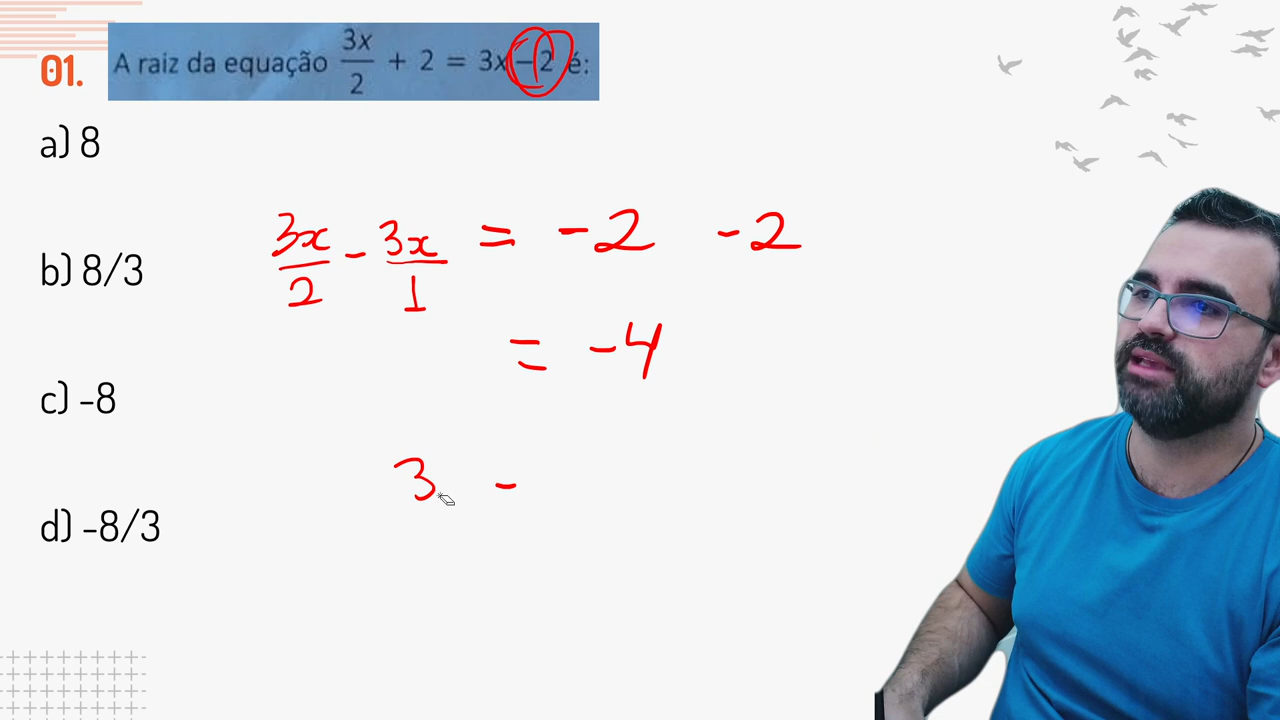 01. A raiz da equação 3x/2 + 2 = 3x - 2 é:
a) 8
3x/2 - 3x/1 = -2 -2
b) 8/3
= -4
c) -8
3 -
d) -8/3